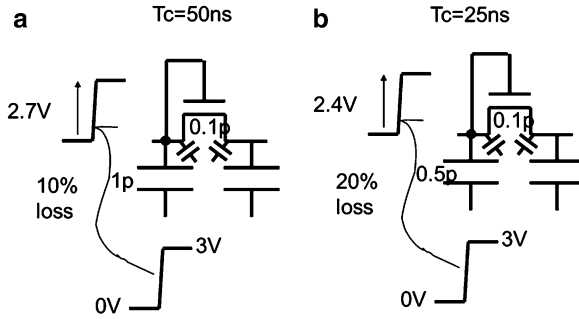 a
Tc=50ns
2.7V
0.1p
10%
loss
1p
3V
0V
b
Tc=25ns
2.4V
0.1p
20%
loss
0.5p
3V
0V